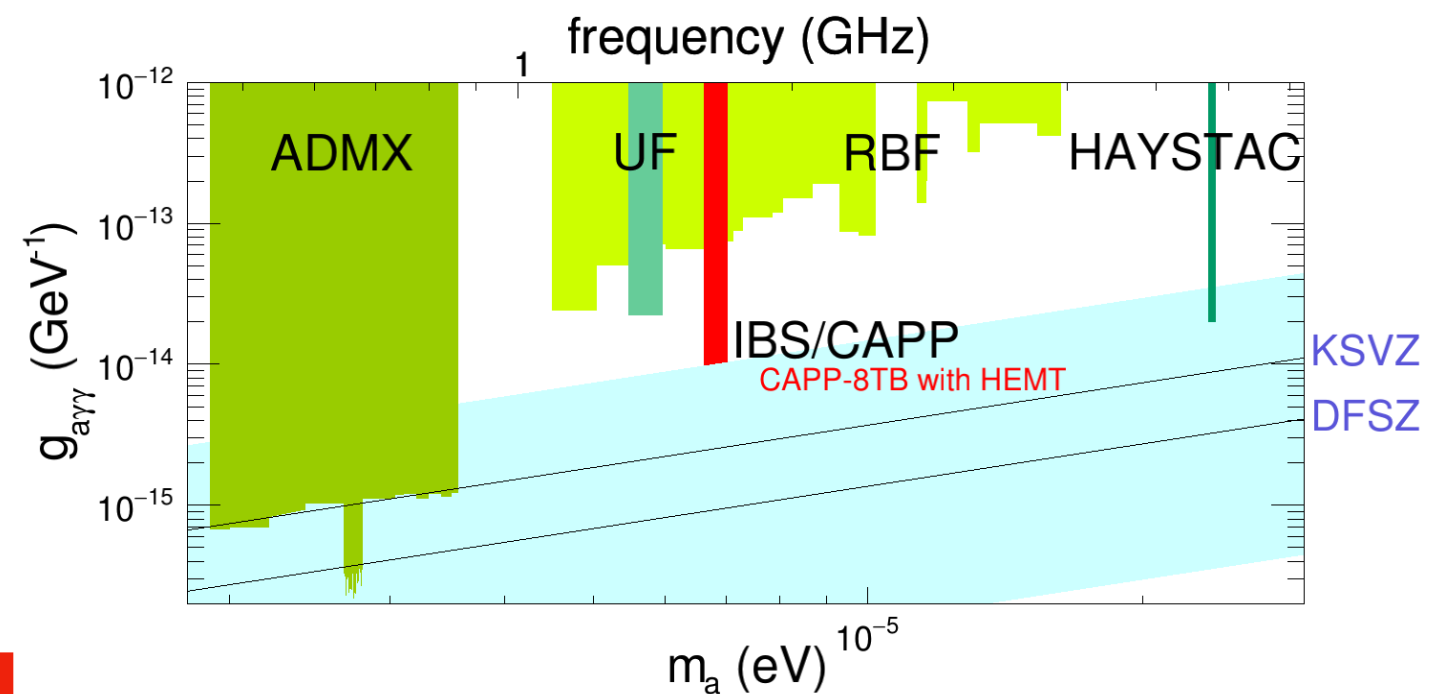 frequency (GHz)
1
10⁻¹²
ADMX UF RBF HAYSTAC
10⁻¹³
g_aγγ (GeV⁻¹)
IBS/CAPP
KSVZ
10⁻¹⁴
CAPP-8TB with HEMT
DFSZ
10⁻¹⁵
10⁻⁵
mₐ (eV)